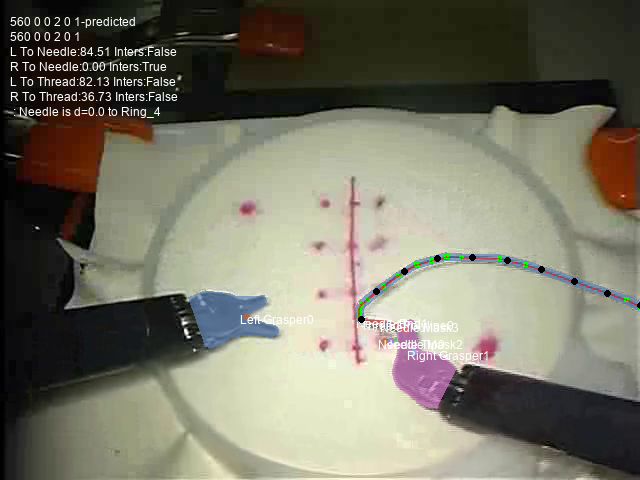 560 0 0 2 0 1-predicted
560 0 0 2 0 1
L To Needle:84.51 Inters:False
R To Needle:0.00 Inters:True
L To Thread:82.13 Inters:False
R To Thread:36.73 Inters:False
: Needle is d=0.0 to Ring_4
Left Grasper0
Right Grasper1